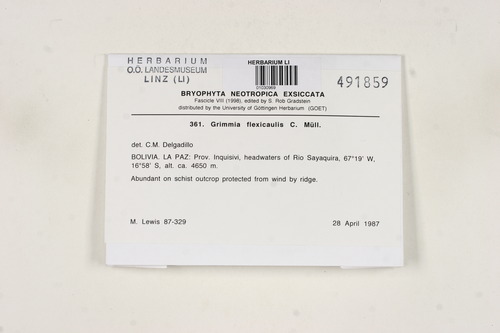 HERBARIUM
O.Ö. LANDESMUSEUM
LINZ (LI)
HERBARIUM LI
491859
BRYOPHYTA NEOTROPICA EXSICCATA
Fascicle VIII (1998), edited by S. Rob Gradstein
distributed by the University of Göttingen Herbarium (GOET)
361. Grimmia flexicaulis C. Müll.
det. C.M. Delgadillo
BOLIVIA. LA PAZ: Prov. Inquisivi, headwaters of Rio Sayaquira, 67°19' W,
16°58' S, alt. ca. 4650 m.
Abundant on schist outcrop protected from wind by ridge.
M. Lewis 87-329
28 April 1987